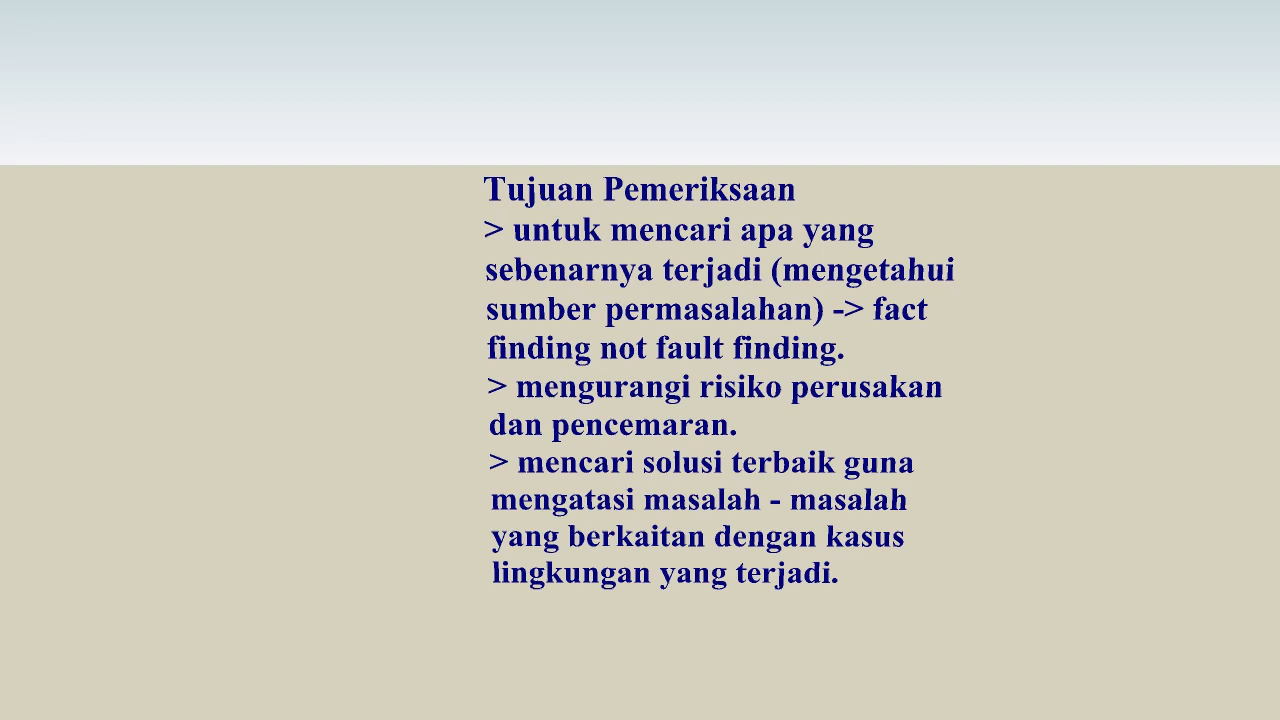 Tujuan Pemeriksaan
> untuk mencari apa yang
sebenarnya terjadi (mengetahui
sumber permasalahan) -> fact
finding not fault finding.
> mengurangi risiko perusakan
dan pencemaran.
> mencari solusi terbaik guna
mengatasi masalah - masalah
yang berkaitan dengan kasus
lingkungan yang terjadi.